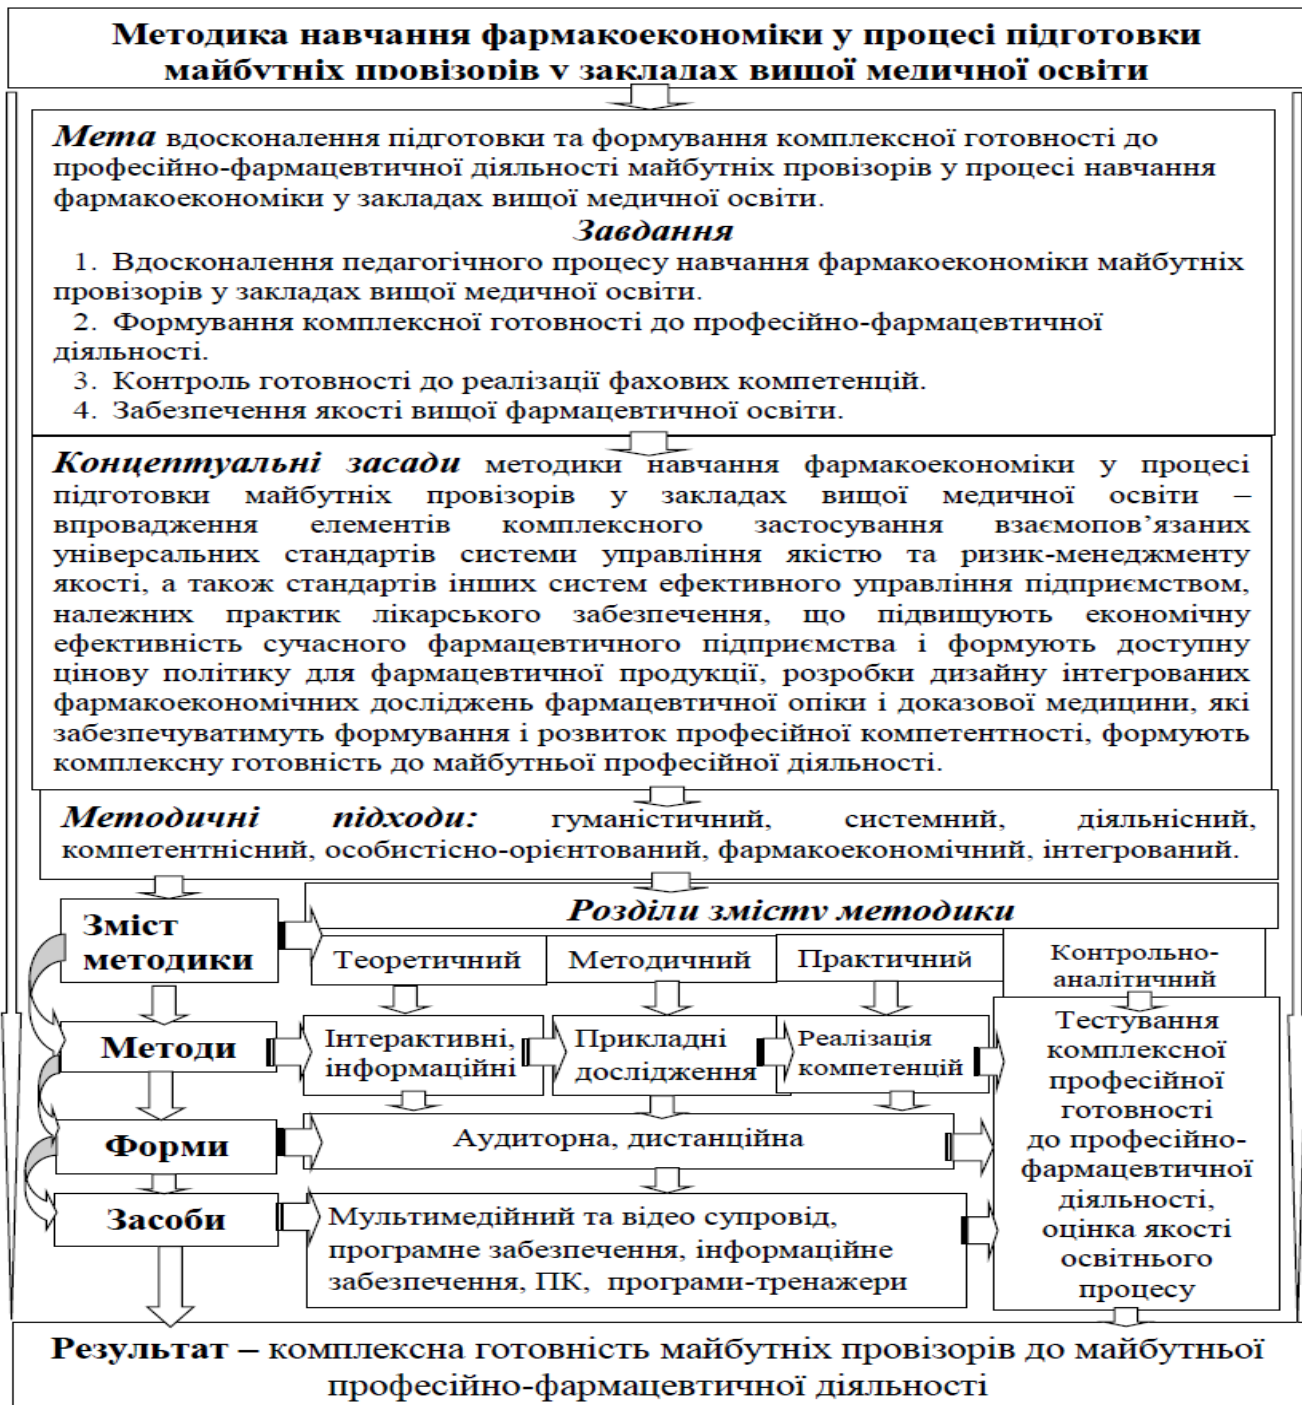 Методика навчання фармакоекономіки у процесі підготовки
майбутніх провізорів у закладах вищої медичної освіти
Мета вдосконалення підготовки та формування комплексної готовності до
професійно-фармацевтичної діяльності майбутніх провізорів у процесі навчання
фармакоекономіки у закладах вищої медичної освіти.
Завдання
1. Вдосконалення педагогічного процесу навчання фармакоекономіки майбутніх
провізорів у закладах вищої медичної освіти.
2. Формування комплексної готовності до професійно-фармацевтичної
діяльності.
3. Контроль готовності до реалізації фахових компетенцій.
4. Забезпечення якості вищої фармацевтичної освіти.
Концептуальні засади методики навчання фармакоекономіки у процесі
підготовки майбутніх провізорів у закладах вищої медичної освіти –
впровадження елементів комплексного застосування взаємопов’язаних
універсальних стандартів системи управління якістю та ризик-менеджменту
якості, а також стандартів інших систем ефективного управління підприємством,
належних практик лікарського забезпечення, що підвищують економічну
ефективність сучасного фармацевтичного підприємства і формують доступну
цінову політику для фармацевтичної продукції, розробки дизайну інтегрованих
фармакоекономічних досліджень фармацевтичної опіки і доказової медицини, які
забезпечуватимуть формування і розвиток професійної компетентності, формують
комплексну готовність до майбутньої професійної діяльності.
Методичні підходи: гуманістичний, системний, діяльнісний,
компетентнісний, особистісно-орієнтований, фармакоекономічний, інтегрований.
Зміст
методики
Розділи змісту методики
Теоретичний
Методичний
Практичний
Контрольно-
аналітичний
Методи
Інтерактивні,
інформаційні
Прикладні
дослідження
Реалізація
компетенцій
Тестування
комплексної
професійної
готовності
до професійно-
фармацевтичної
діяльності,
оцінка якості
освітнього
процесу
Форми
Аудиторна, дистанційна
Засоби
Мультимедійний та відео супровід,
програмне забезпечення, інформаційне
забезпечення, ПК, програми-тренажери
Результат – комплексна готовність майбутніх провізорів до майбутньої
професійно-фармацевтичної діяльності